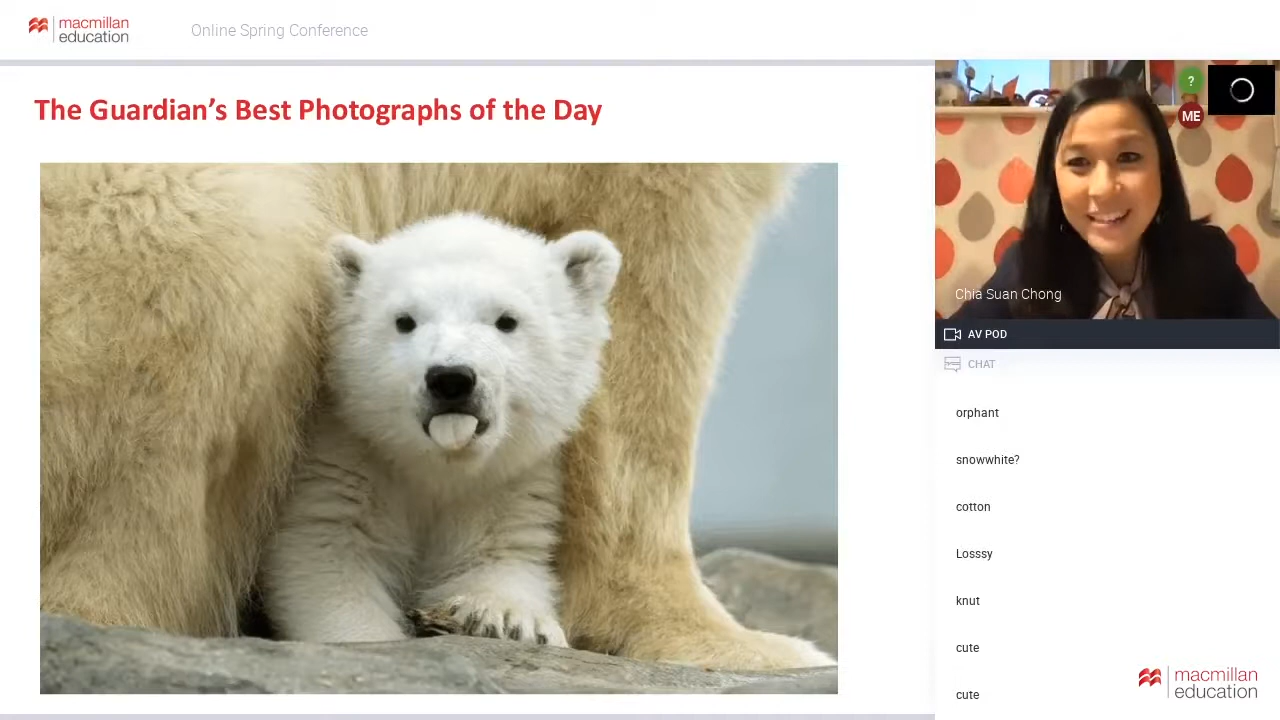 macmillan
education
Online Spring Conference
The Guardian's Best Photographs of the Day
?
ME
Chia Suan Chong
AV POD
CHAT
orphant
snowwhite?
cotton
Losssy
knut
cute
cute
macmillan
education